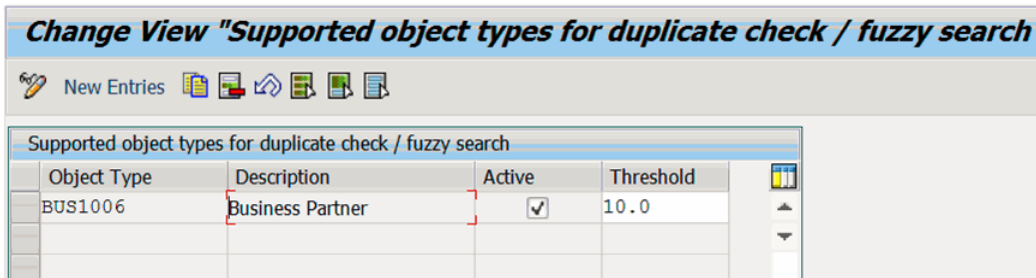 Change View "Supported object types for duplicate check / fuzzy search
New Entries
Supported object types for duplicate check / fuzzy search
Object Type Description Active Threshold
BUS1006 Business Partner 10.0